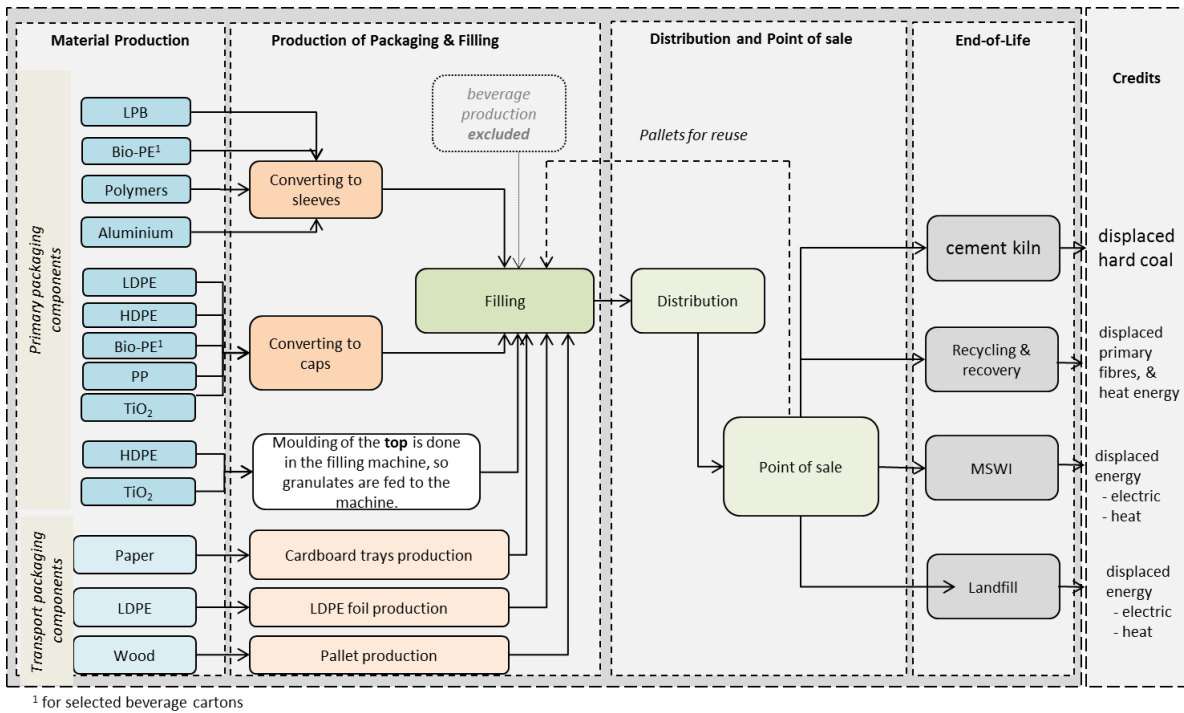 Material Production
Production of Packaging & Filling
Distribution and Point of sale
End-of-Life
Credits
Primary packaging
components
LPB
Bio-PE¹
Polymers
Aluminium
LDPE
HDPE
Bio-PE¹
PP
TiO₂
HDPE
TiO₂
Transport packaging
components
Paper
LDPE
Wood
Converting to
sleeves
Converting to
caps
Moulding of the top is done
in the filling machine, so
granulates are fed to the
machine.
Cardboard trays production
LDPE foil production
Pallet production
beverage
production
excluded
Filling
Pallets for reuse
Distribution
Point of sale
cement kiln
Recycling &
recovery
MSWI
Landfill
displaced
hard coal
displaced
primary
fibres, &
heat energy
displaced
energy
- electric
- heat
displaced
energy
- electric
- heat
¹ for selected beverage cartons